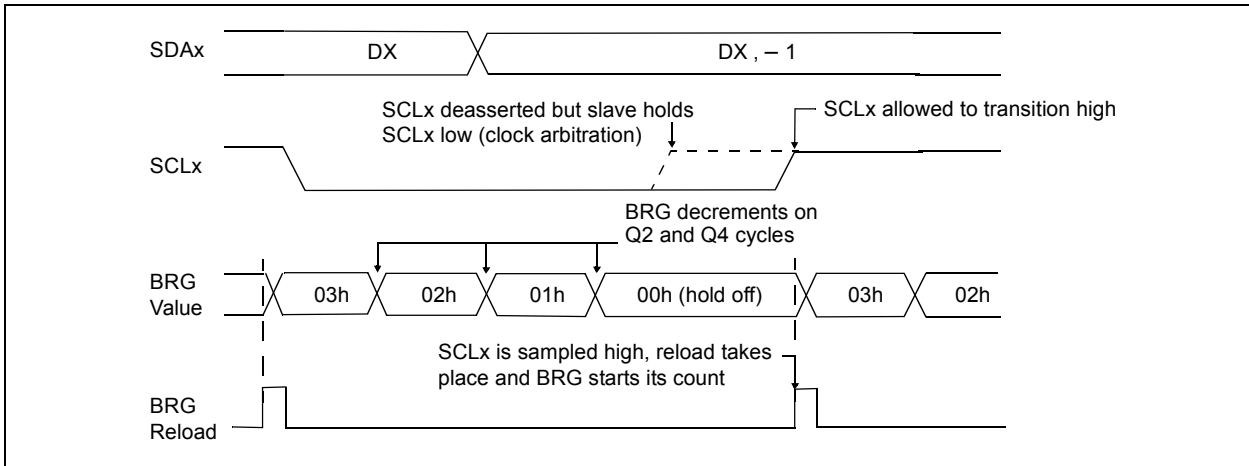 SDAx
DX
DX , – 1
SCLx deasserted but slave holds
SCLx low (clock arbitration)
SCLx allowed to transition high
SCLx
BRG decrements on
Q2 and Q4 cycles
BRG
Value
03h
02h
01h
00h (hold off)
03h
02h
SCLx is sampled high, reload takes
place and BRG starts its count
BRG
Reload